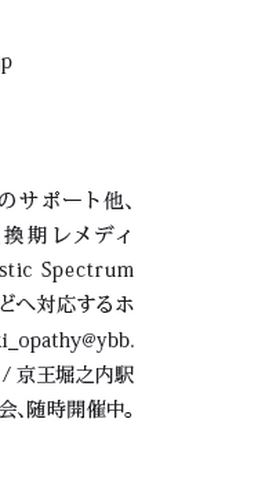 p
のサポート他、
換期レメディ
stic Spectrum
どへ対応するホ
i_opathy@ybb.
/ 京王堀之内駅
会、随時開催中。